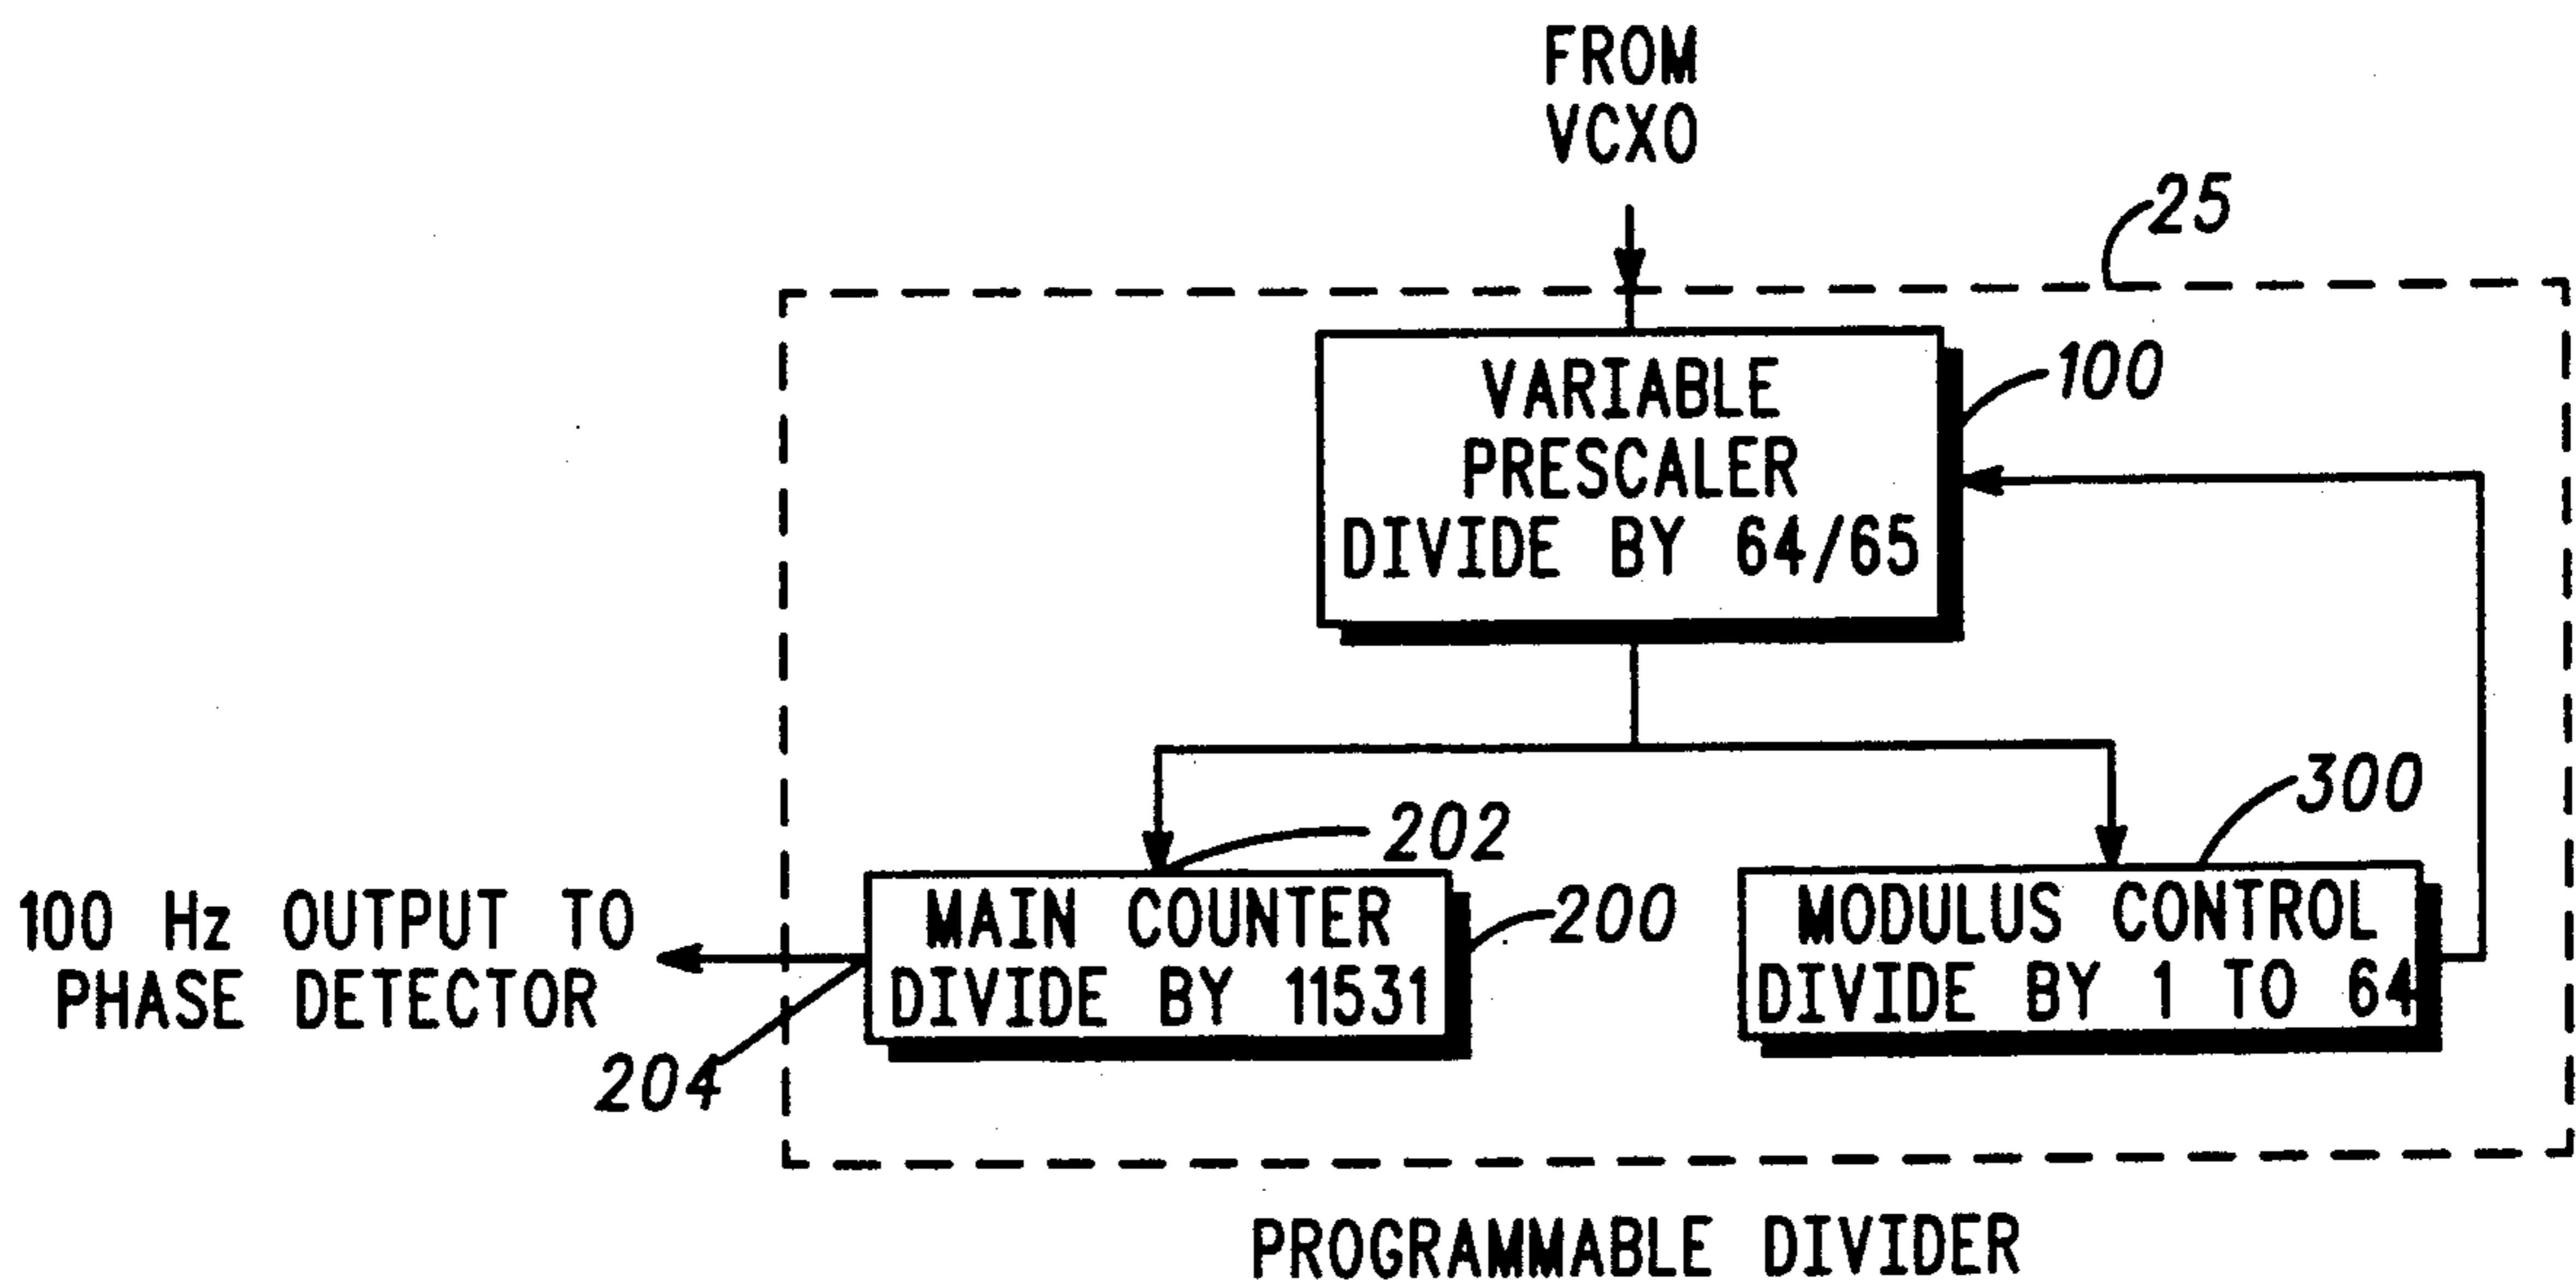 FROM
VCXO
25
VARIABLE
PRESCALER
DIVIDE BY 64/65
100
300
202
100 Hz OUTPUT TO
PHASE DETECTOR
MAIN COUNTER
DIVIDE BY 11531
200
MODULUS CONTROL
DIVIDE BY 1 TO 64
204
PROGRAMMABLE DIVIDER